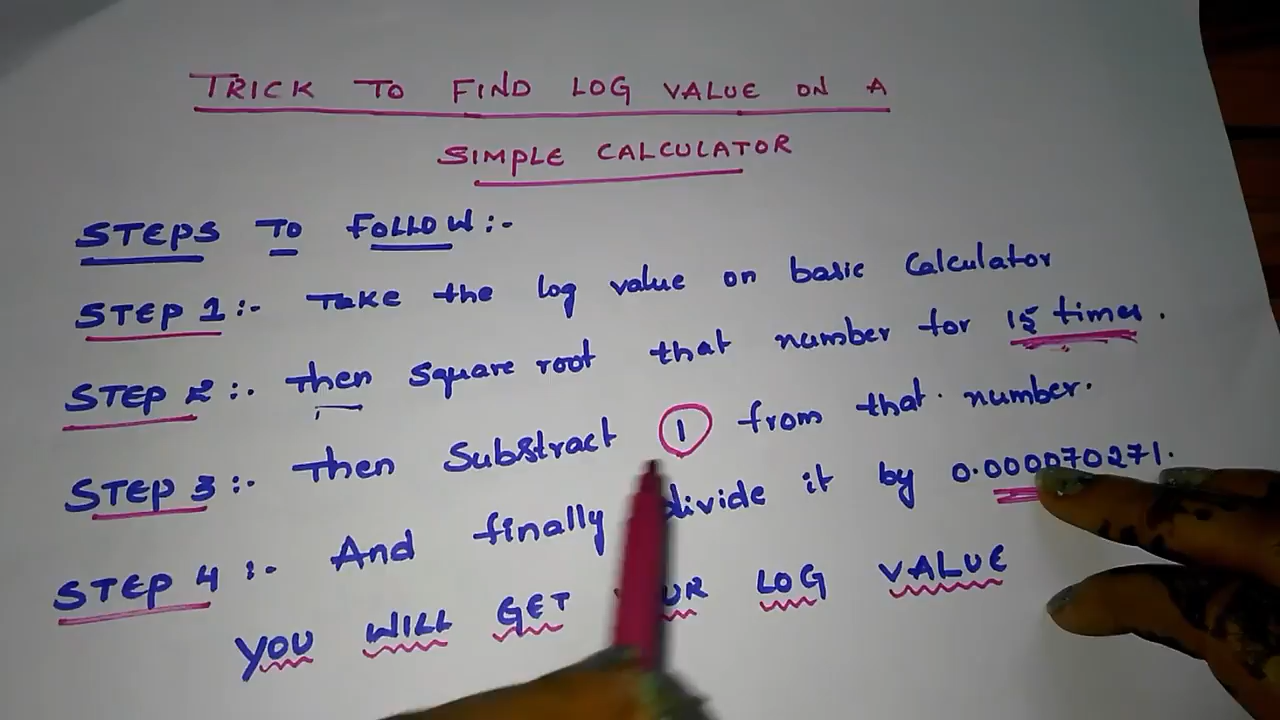 TRICK TO FIND LOG VALUE ON A
SIMPLE CALCULATOR
STEPS TO FOLLOW:-
STEP 1:- Take the log value on basic Calculator
STEP 2:- Then Square root that number for 15 times.
STEP 3:- Then Substract 1 from that number.
STEP 4:- And finally divide it by 0.000070271.
YOU WILL GET LOG VALUE